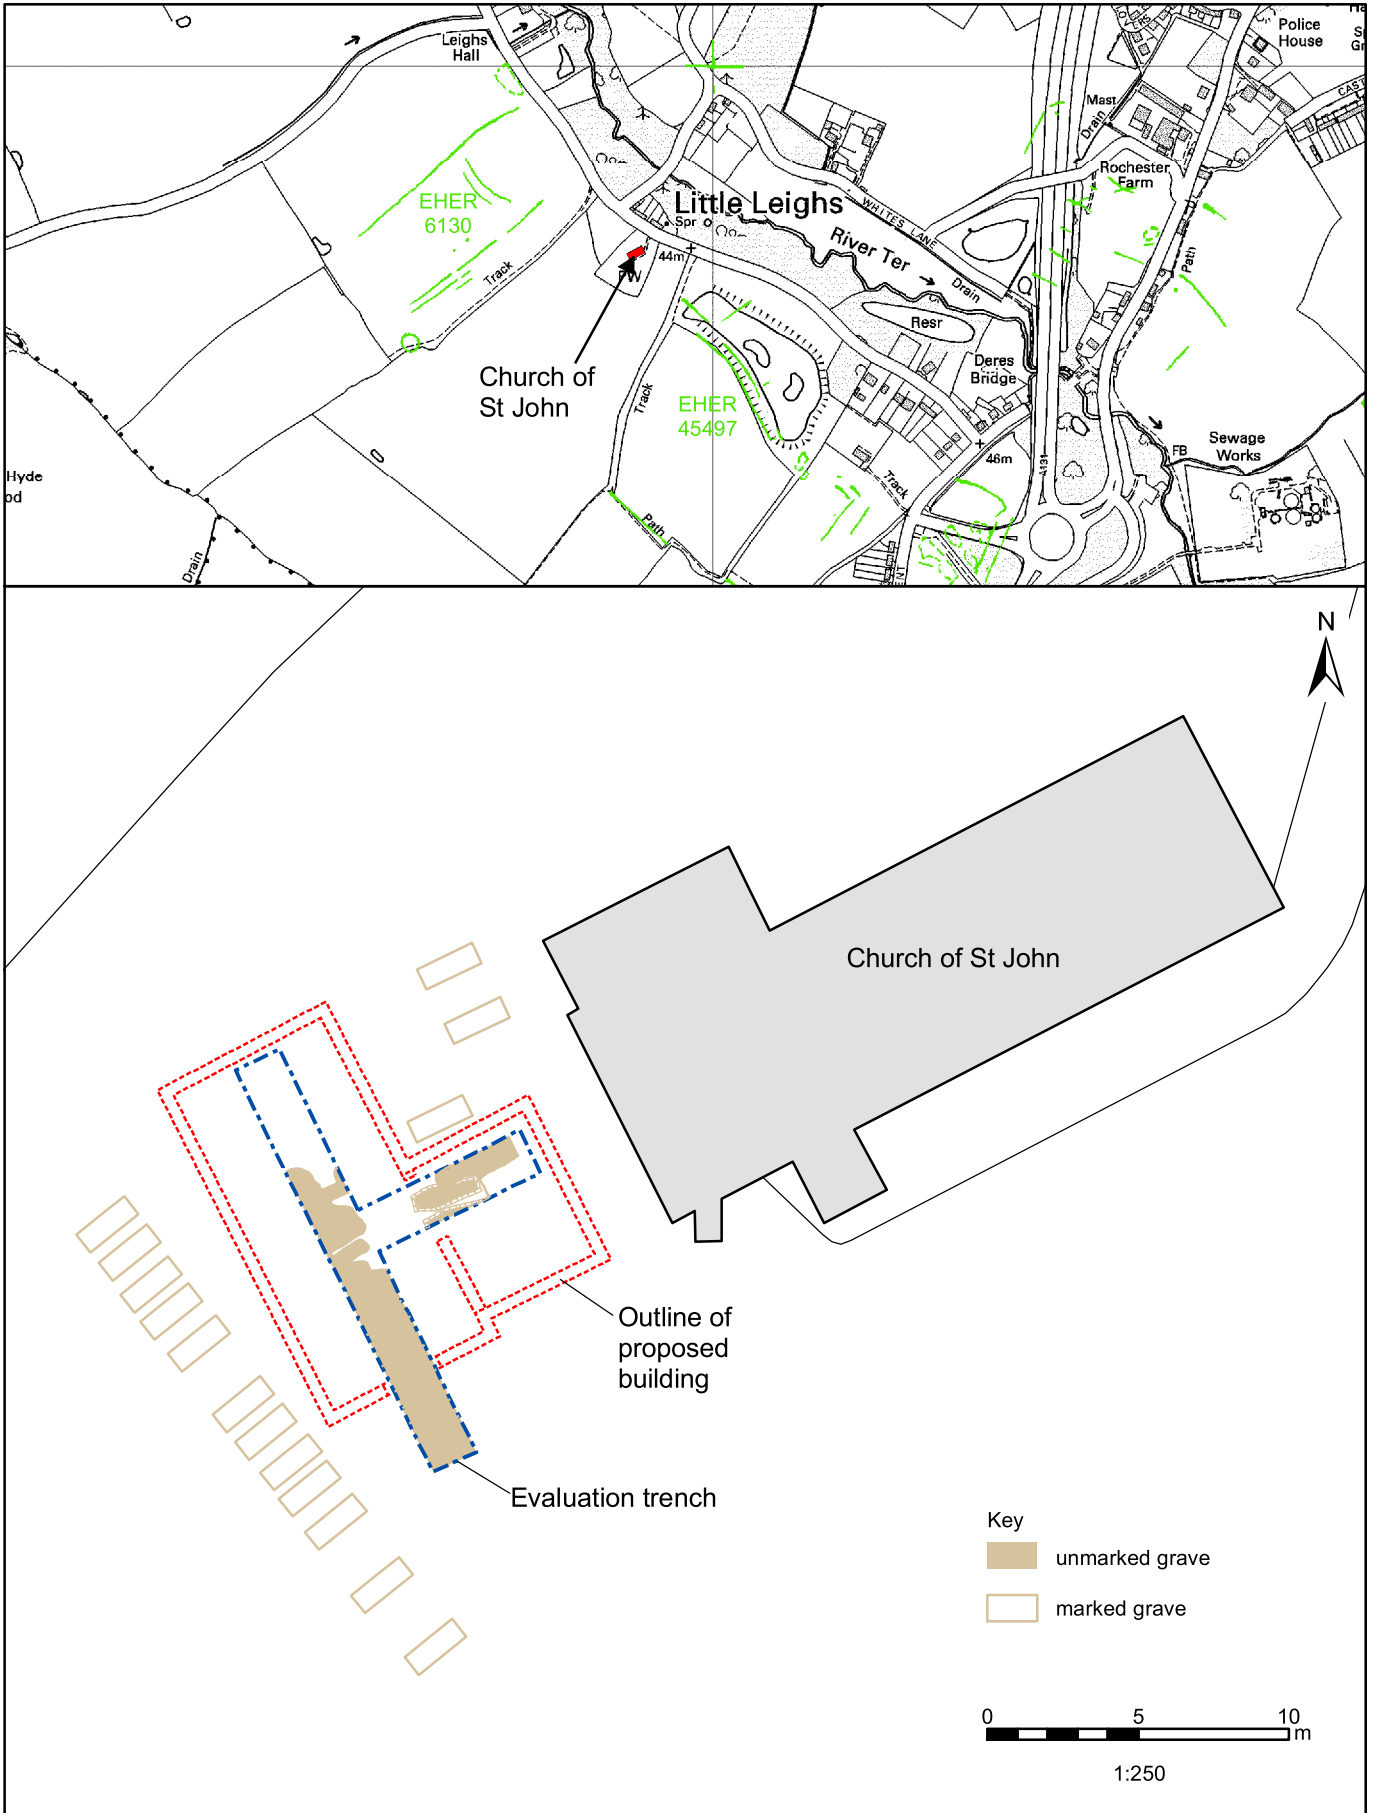 Leighs
Hall
Police
House
Mast
Drain
Rochester
Farm
EHER
6130
Little Leighs
Spr
WHITES LANE
River Ter
Drain
Path
Track
44m
PW
Resr
Deres
Bridge
Church of
St John
Track
EHER
45497
A131
46m
FB
Sewage
Works
Track
Hyde
od
Path
Drain
N
Church of St John
Outline of
proposed
building
Evaluation trench
Key
unmarked grave
marked grave
0 5 10
m
1:250